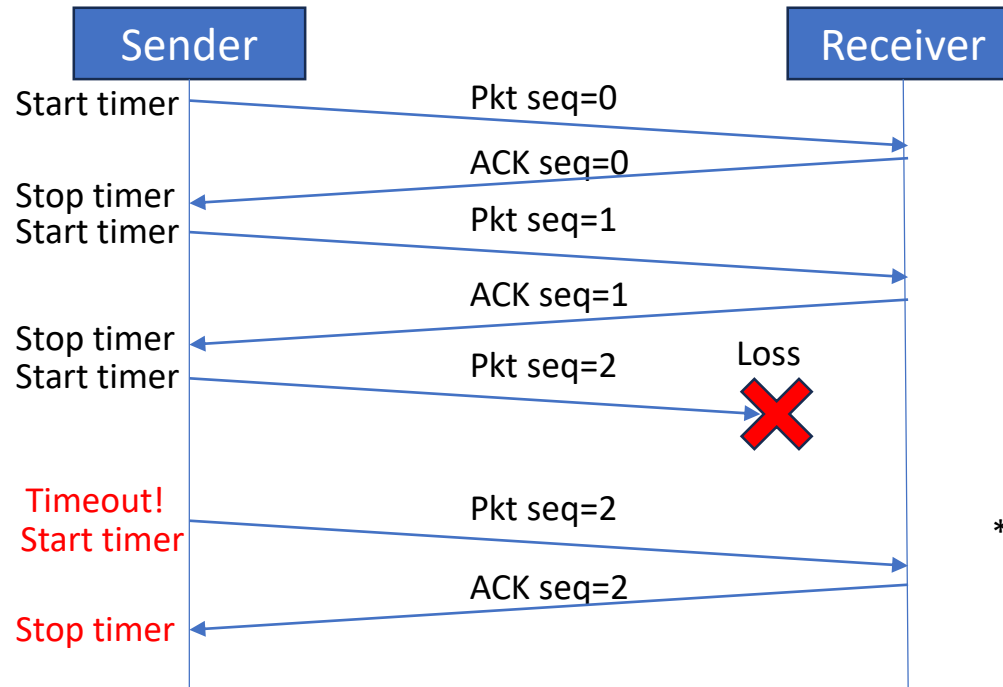 Sender
Receiver
Start timer
Pkt seq=0
ACK seq=0
Stop timer
Start timer
Pkt seq=1
ACK seq=1
Stop timer
Start timer
Pkt seq=2
Loss
Timeout!
Start timer
Pkt seq=2
*
ACK seq=2
Stop timer